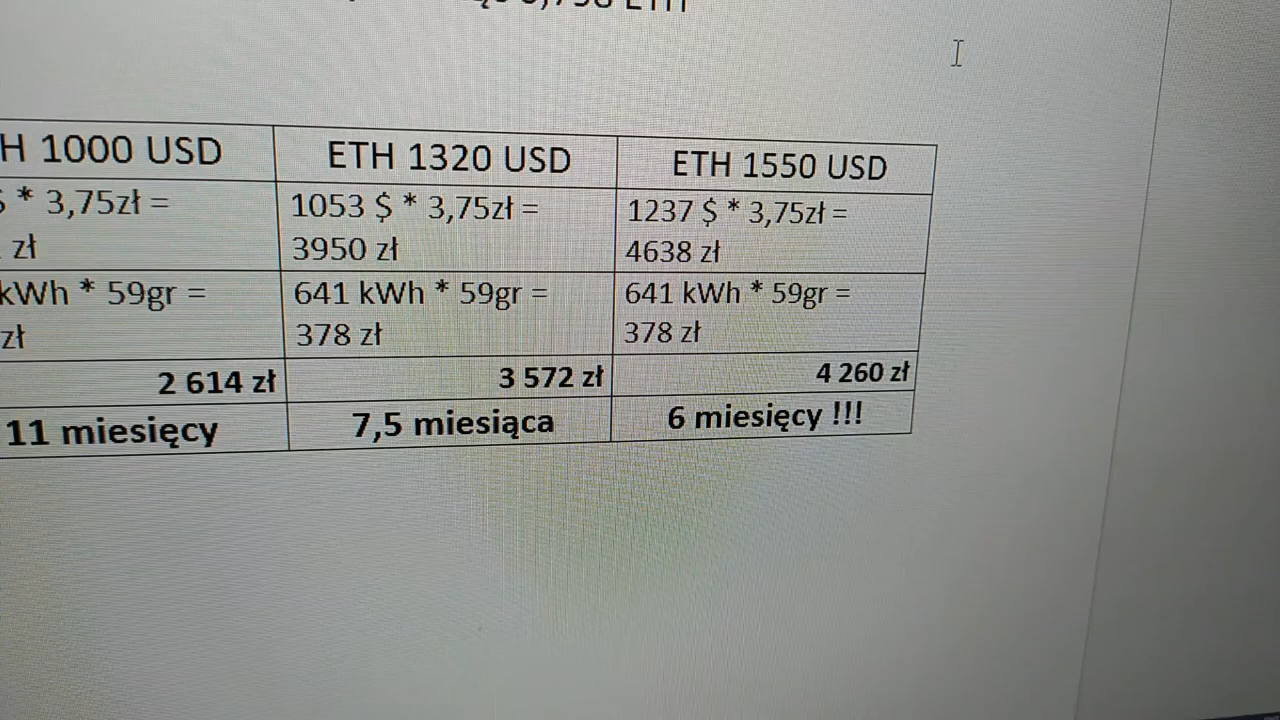 ETH
H 1000 USD
ETH 1320 USD
ETH 1550 USD
* 3,75zł =
zł
1053 $ * 3,75zł =
3950 zł
1237 $ * 3,75zł =
4638 zł
kWh * 59gr =
zł
641 kWh * 59gr =
378 zł
641 kWh * 59gr =
378 zł
2 614 zł
3 572 zł
4 260 zł
11 miesięcy
7,5 miesiąca
6 miesięcy !!!